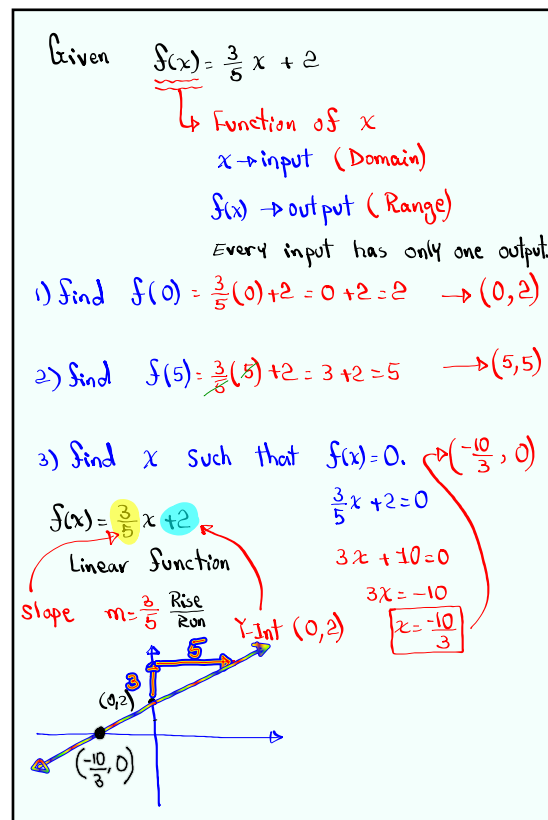 Given f(x) = 3/5 x + 2
Function of x
x → input (Domain)
f(x) → output (Range)
Every input has only one output.
1) find f(0) = 3/5 (0) + 2 = 0 + 2 = 2 → (0,2)
2) find f(5) = 3/5 (5) + 2 = 3 + 2 = 5 → (5,5)
3) find x such that f(x) = 0. → (-10/3, 0)
3/5 x + 2 = 0
f(x) = 3/5 x + 2
Linear function
3x + 10 = 0
3x = -10
Slope m = 3/5 Rise/Run
Y-Int (0,2)
x = -10/3
5
3
(0,2)
(-10/3, 0)